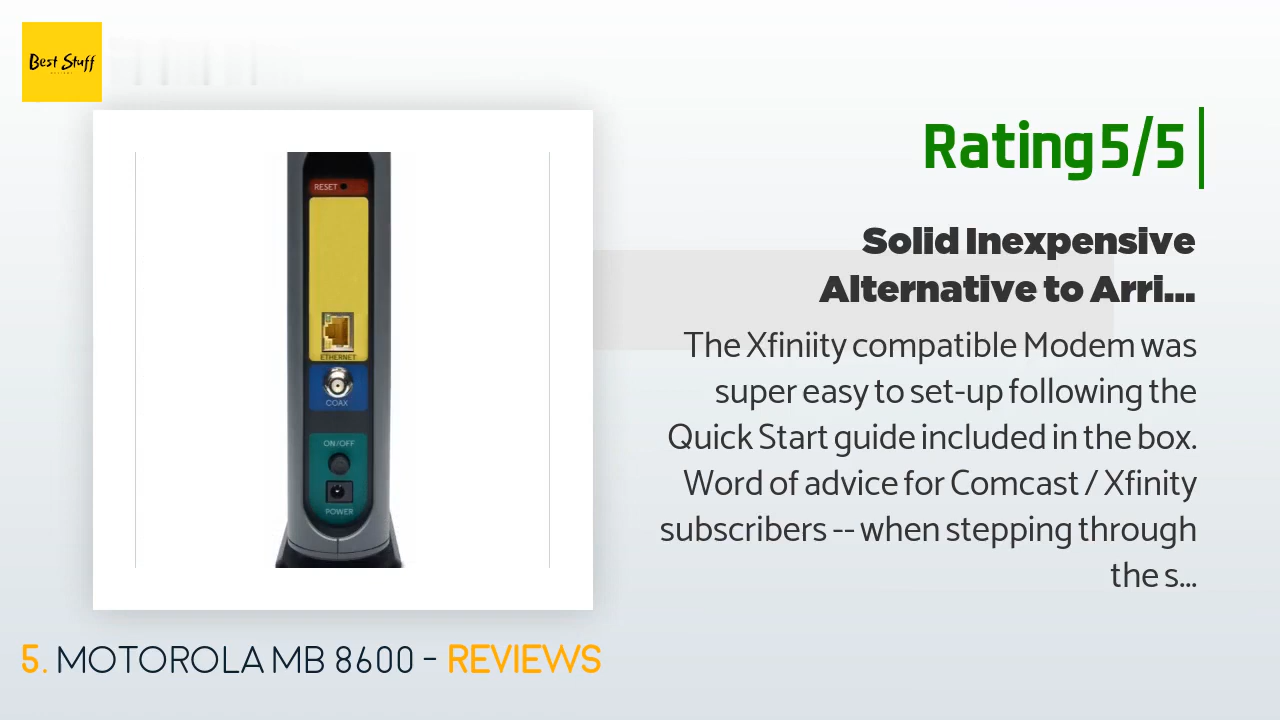 Best Stuff
Rating 5/5
Solid Inexpensive
Alternative to Arri...
The Xfiniity compatible Modem was
super easy to set-up following the
Quick Start guide included in the box.
Word of advice for Comcast / Xfinity
subscribers -- when stepping through
the s...
RESET
ETHERNET
COAX
ON/OFF
POWER
5. MOTOROLA MB 8600 - REVIEWS